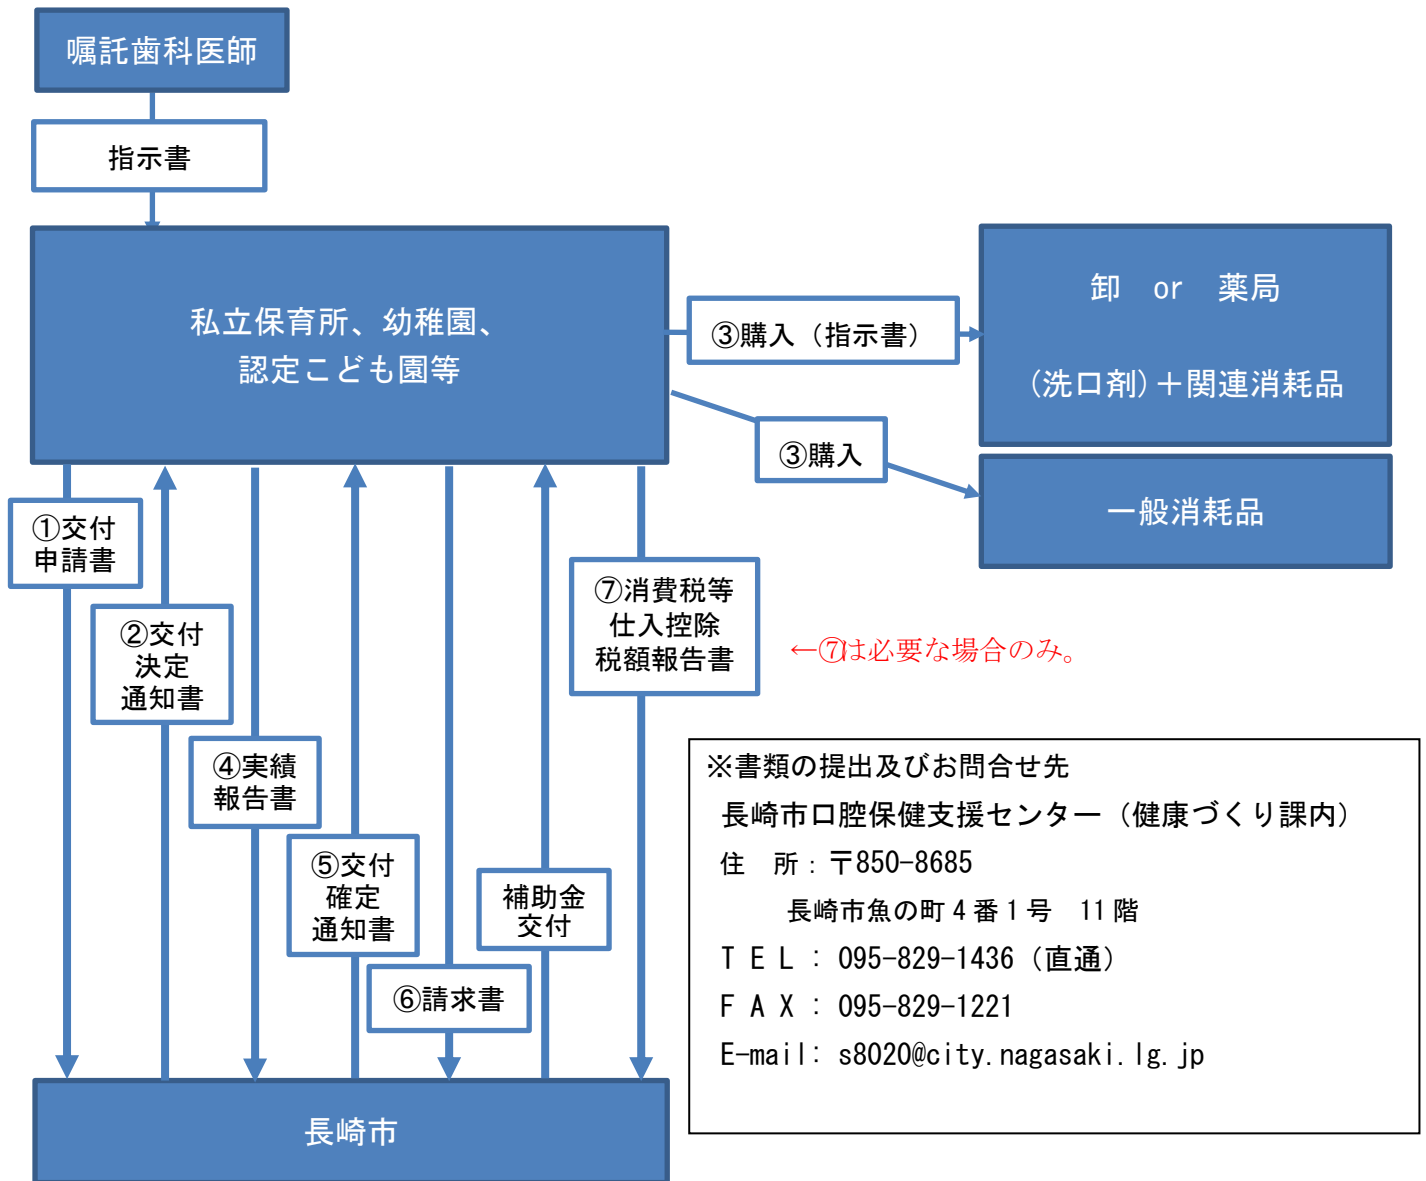 嘱託歯科医師
指示書
私立保育所、幼稚園、
認定こども園等
③購入（指示書）
卸　or　薬局
(洗口剤)＋関連消耗品
③購入
一般消耗品
①交付
申請書
②交付
決定
通知書
④実績
報告書
⑤交付
確定
通知書
⑥請求書
補助金
交付
⑦消費税等
仕入控除
税額報告書
←⑦は必要な場合のみ。
長崎市
※書類の提出及びお問合せ先
長崎市口腔保健支援センター（健康づくり課内）
住　所：〒850-8685
長崎市魚の町4番1号　11階
ＴＥＬ：095-829-1436（直通）
ＦＡＸ：095-829-1221
E-mail：s8020@city.nagasaki.lg.jp